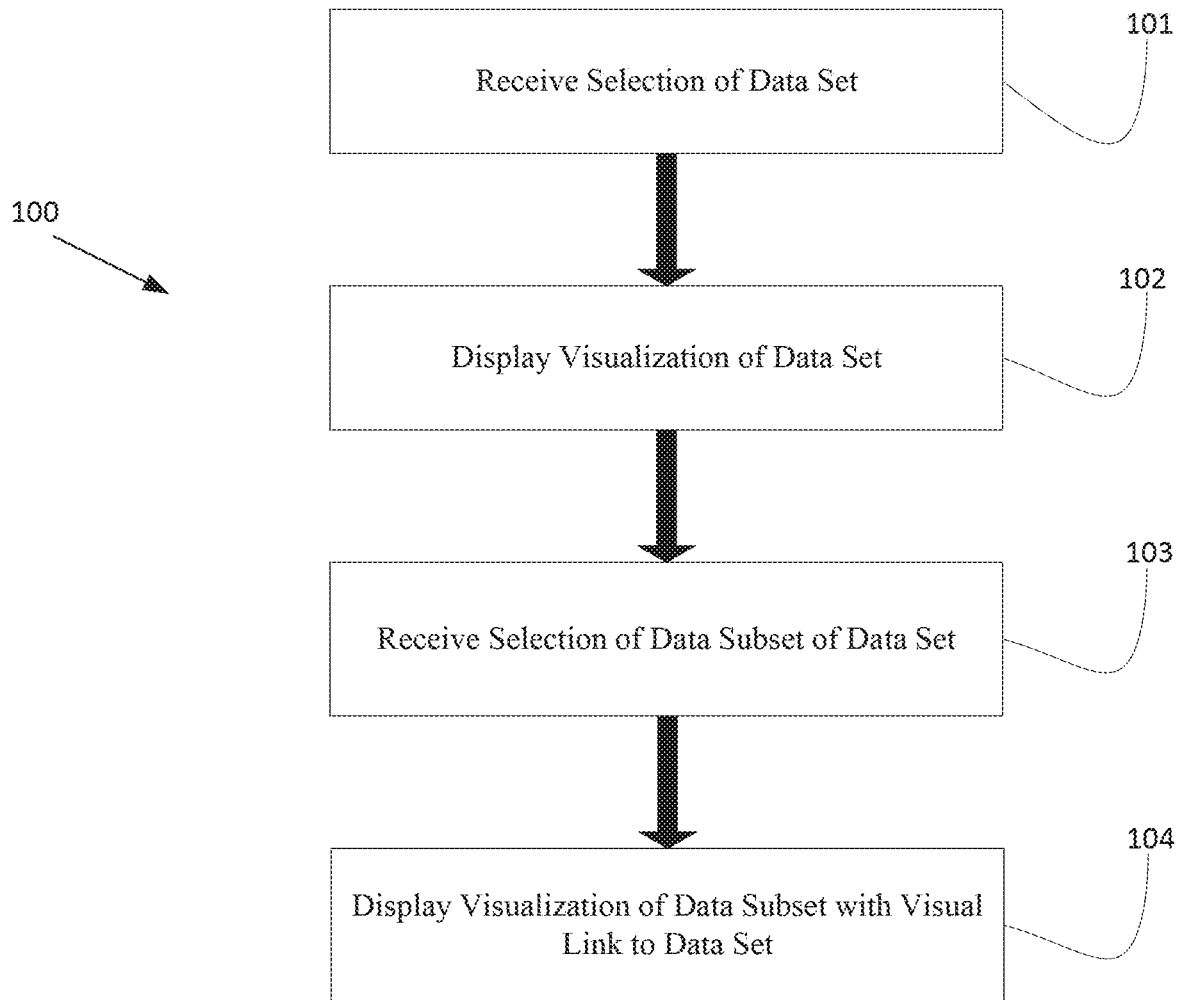 101
Receive Selection of Data Set
100
102
Display Visualization of Data Set
103
Receive Selection of Data Subset of Data Set
104
Display Visualization of Data Subset with Visual
Link to Data Set